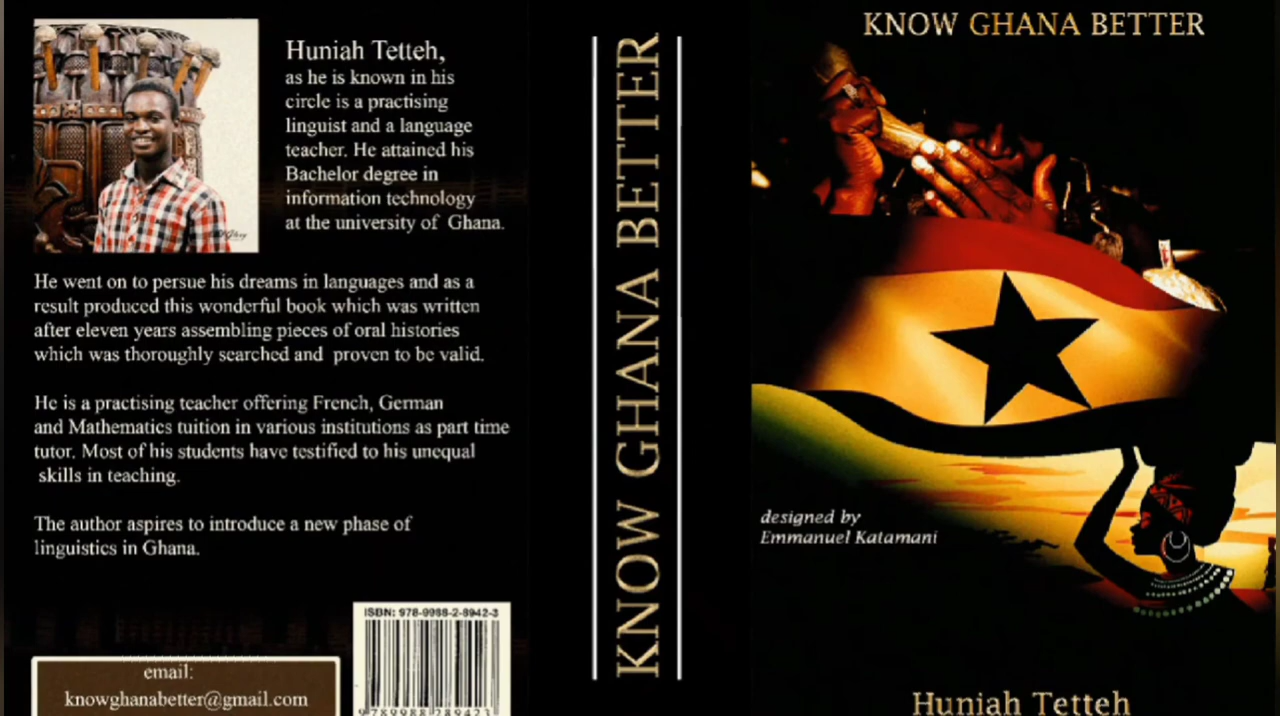 Huniah Tetteh,
as he is known in his
circle is a practising
linguist and a language
teacher. He attained his
Bachelor degree in
information technology
at the university of Ghana.
He went on to persue his dreams in languages and as a
result produced this wonderful book which was written
after eleven years assembling pieces of oral histories
which was thoroughly searched and proven to be valid.
He is a practising teacher offering French, German
and Mathematics tuition in various institutions as part time
tutor. Most of his students have testified to his unequal
skills in teaching.
The author aspires to introduce a new phase of
linguistics in Ghana.
ISBN: 978-9988-2-8942-3
9789988289423
email:
knowghanabetter@gmail.com
KNOW GHANA BETTER
KNOW GHANA BETTER
designed by
Emmanuel Katamani
Huniah Tetteh